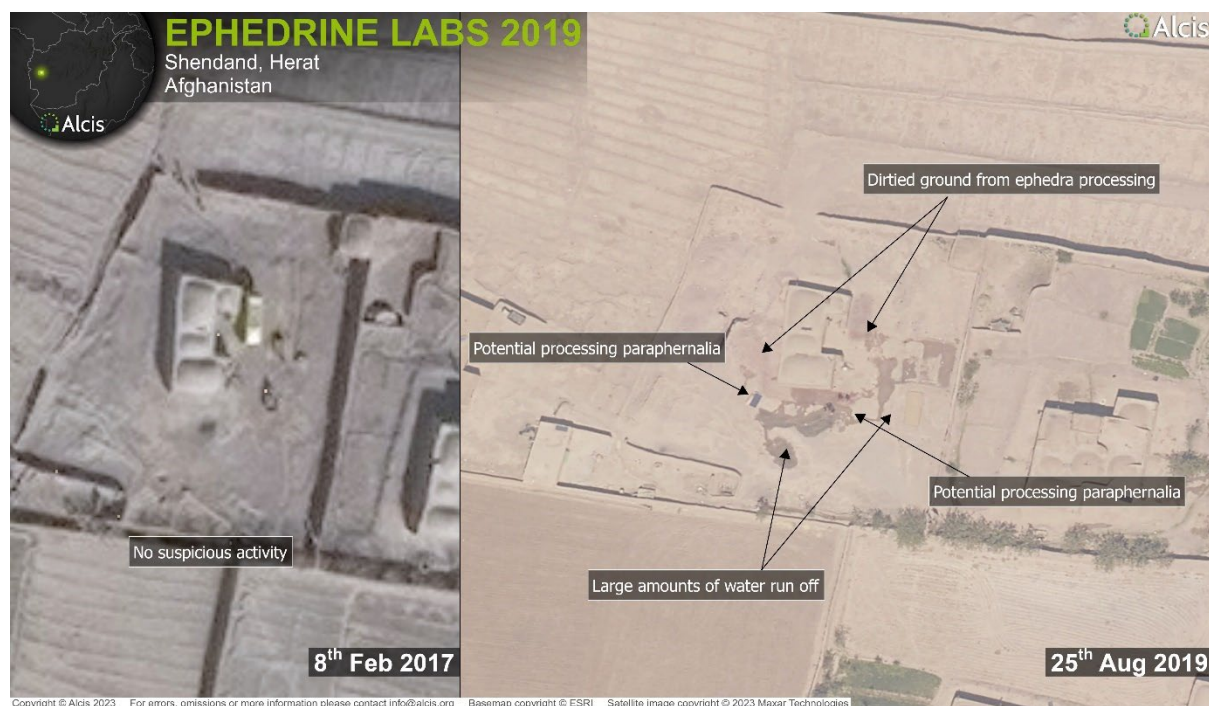 EPHEDRINE LABS 2019
Shendand, Herat
Afghanistan
Alcis
Alcis
Dirtied ground from ephedra processing
Potential processing paraphernalia
Potential processing paraphernalia
No suspicious activity
Large amounts of water run off
8th Feb 2017
25th Aug 2019
Copyright © Alcis 2023 For errors, omissions or more information please contact info@alcis.org Basemap copyright © ESRI Satellite image copyright © 2023 Maxar Technologies